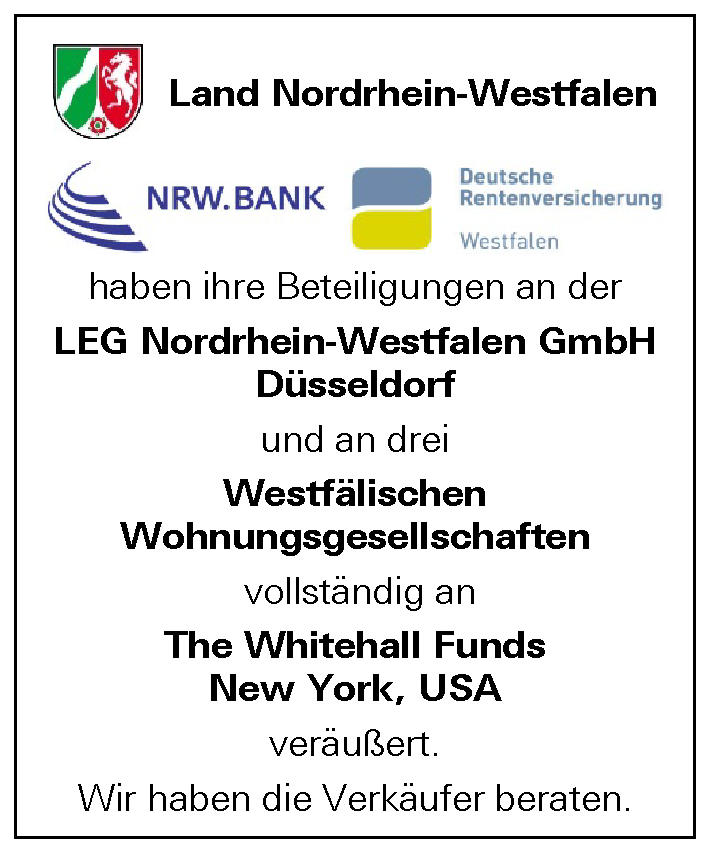 Land Nordrhein-Westfalen
NRW.BANK
Deutsche
Rentenversicherung
Westfalen
haben ihre Beteiligungen an der
LEG Nordrhein-Westfalen GmbH
Düsseldorf
und an drei
Westfälischen
Wohnungsgesellschaften
vollständig an
The Whitehall Funds
New York, USA
veräußert.
Wir haben die Verkäufer beraten.